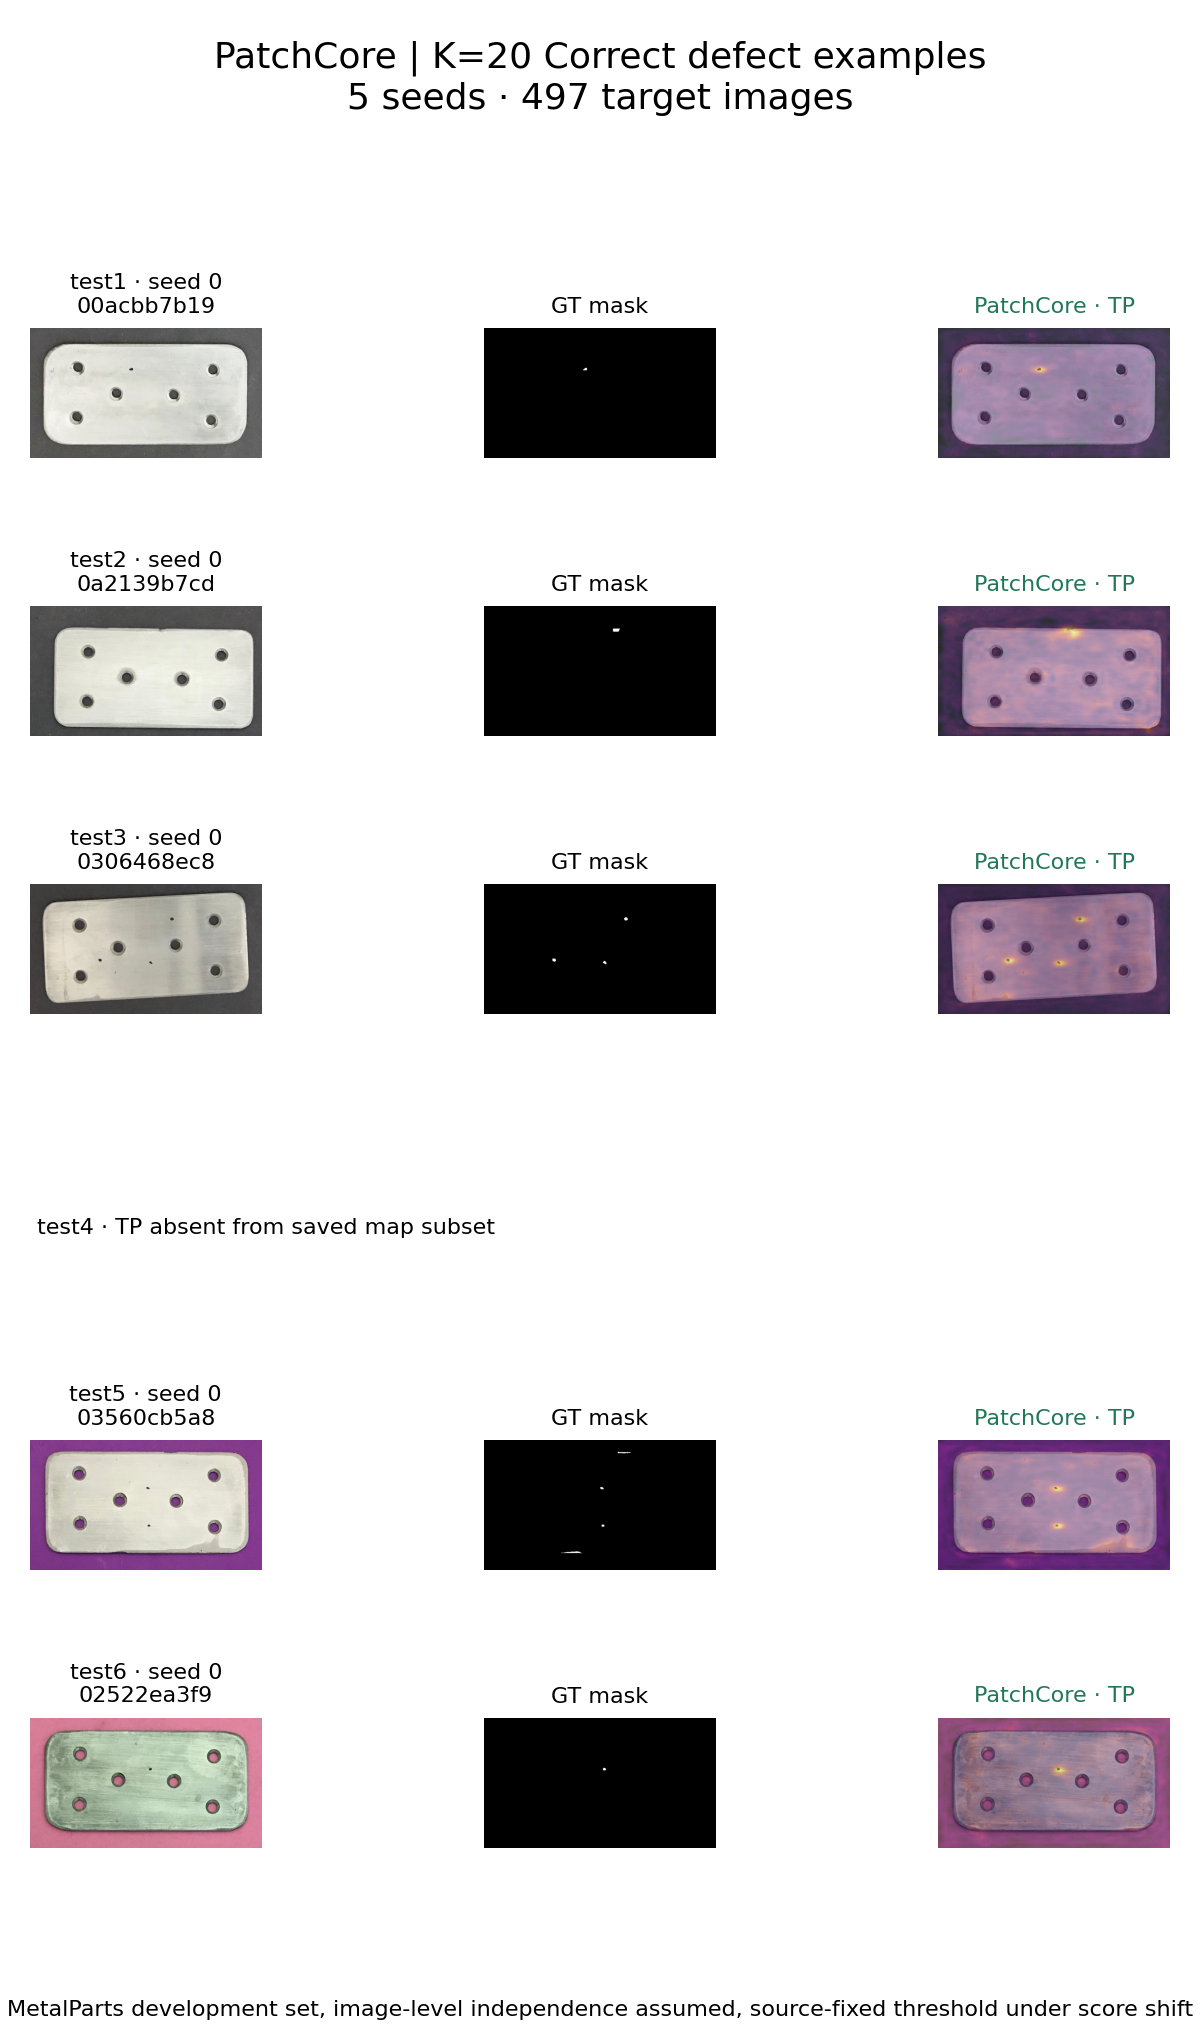 PatchCore | K=20 Correct defect examples
5 seeds · 497 target images
test1 · seed 0
00acbb7b19
GT mask
PatchCore · TP
test2 · seed 0
0a2139b7cd
GT mask
PatchCore · TP
test3 · seed 0
0306468ec8
GT mask
PatchCore · TP
test4 · TP absent from saved map subset
test5 · seed 0
03560cb5a8
GT mask
PatchCore · TP
test6 · seed 0
02522ea3f9
GT mask
PatchCore · TP
MetalParts development set, image-level independence assumed, source-fixed threshold under score shift